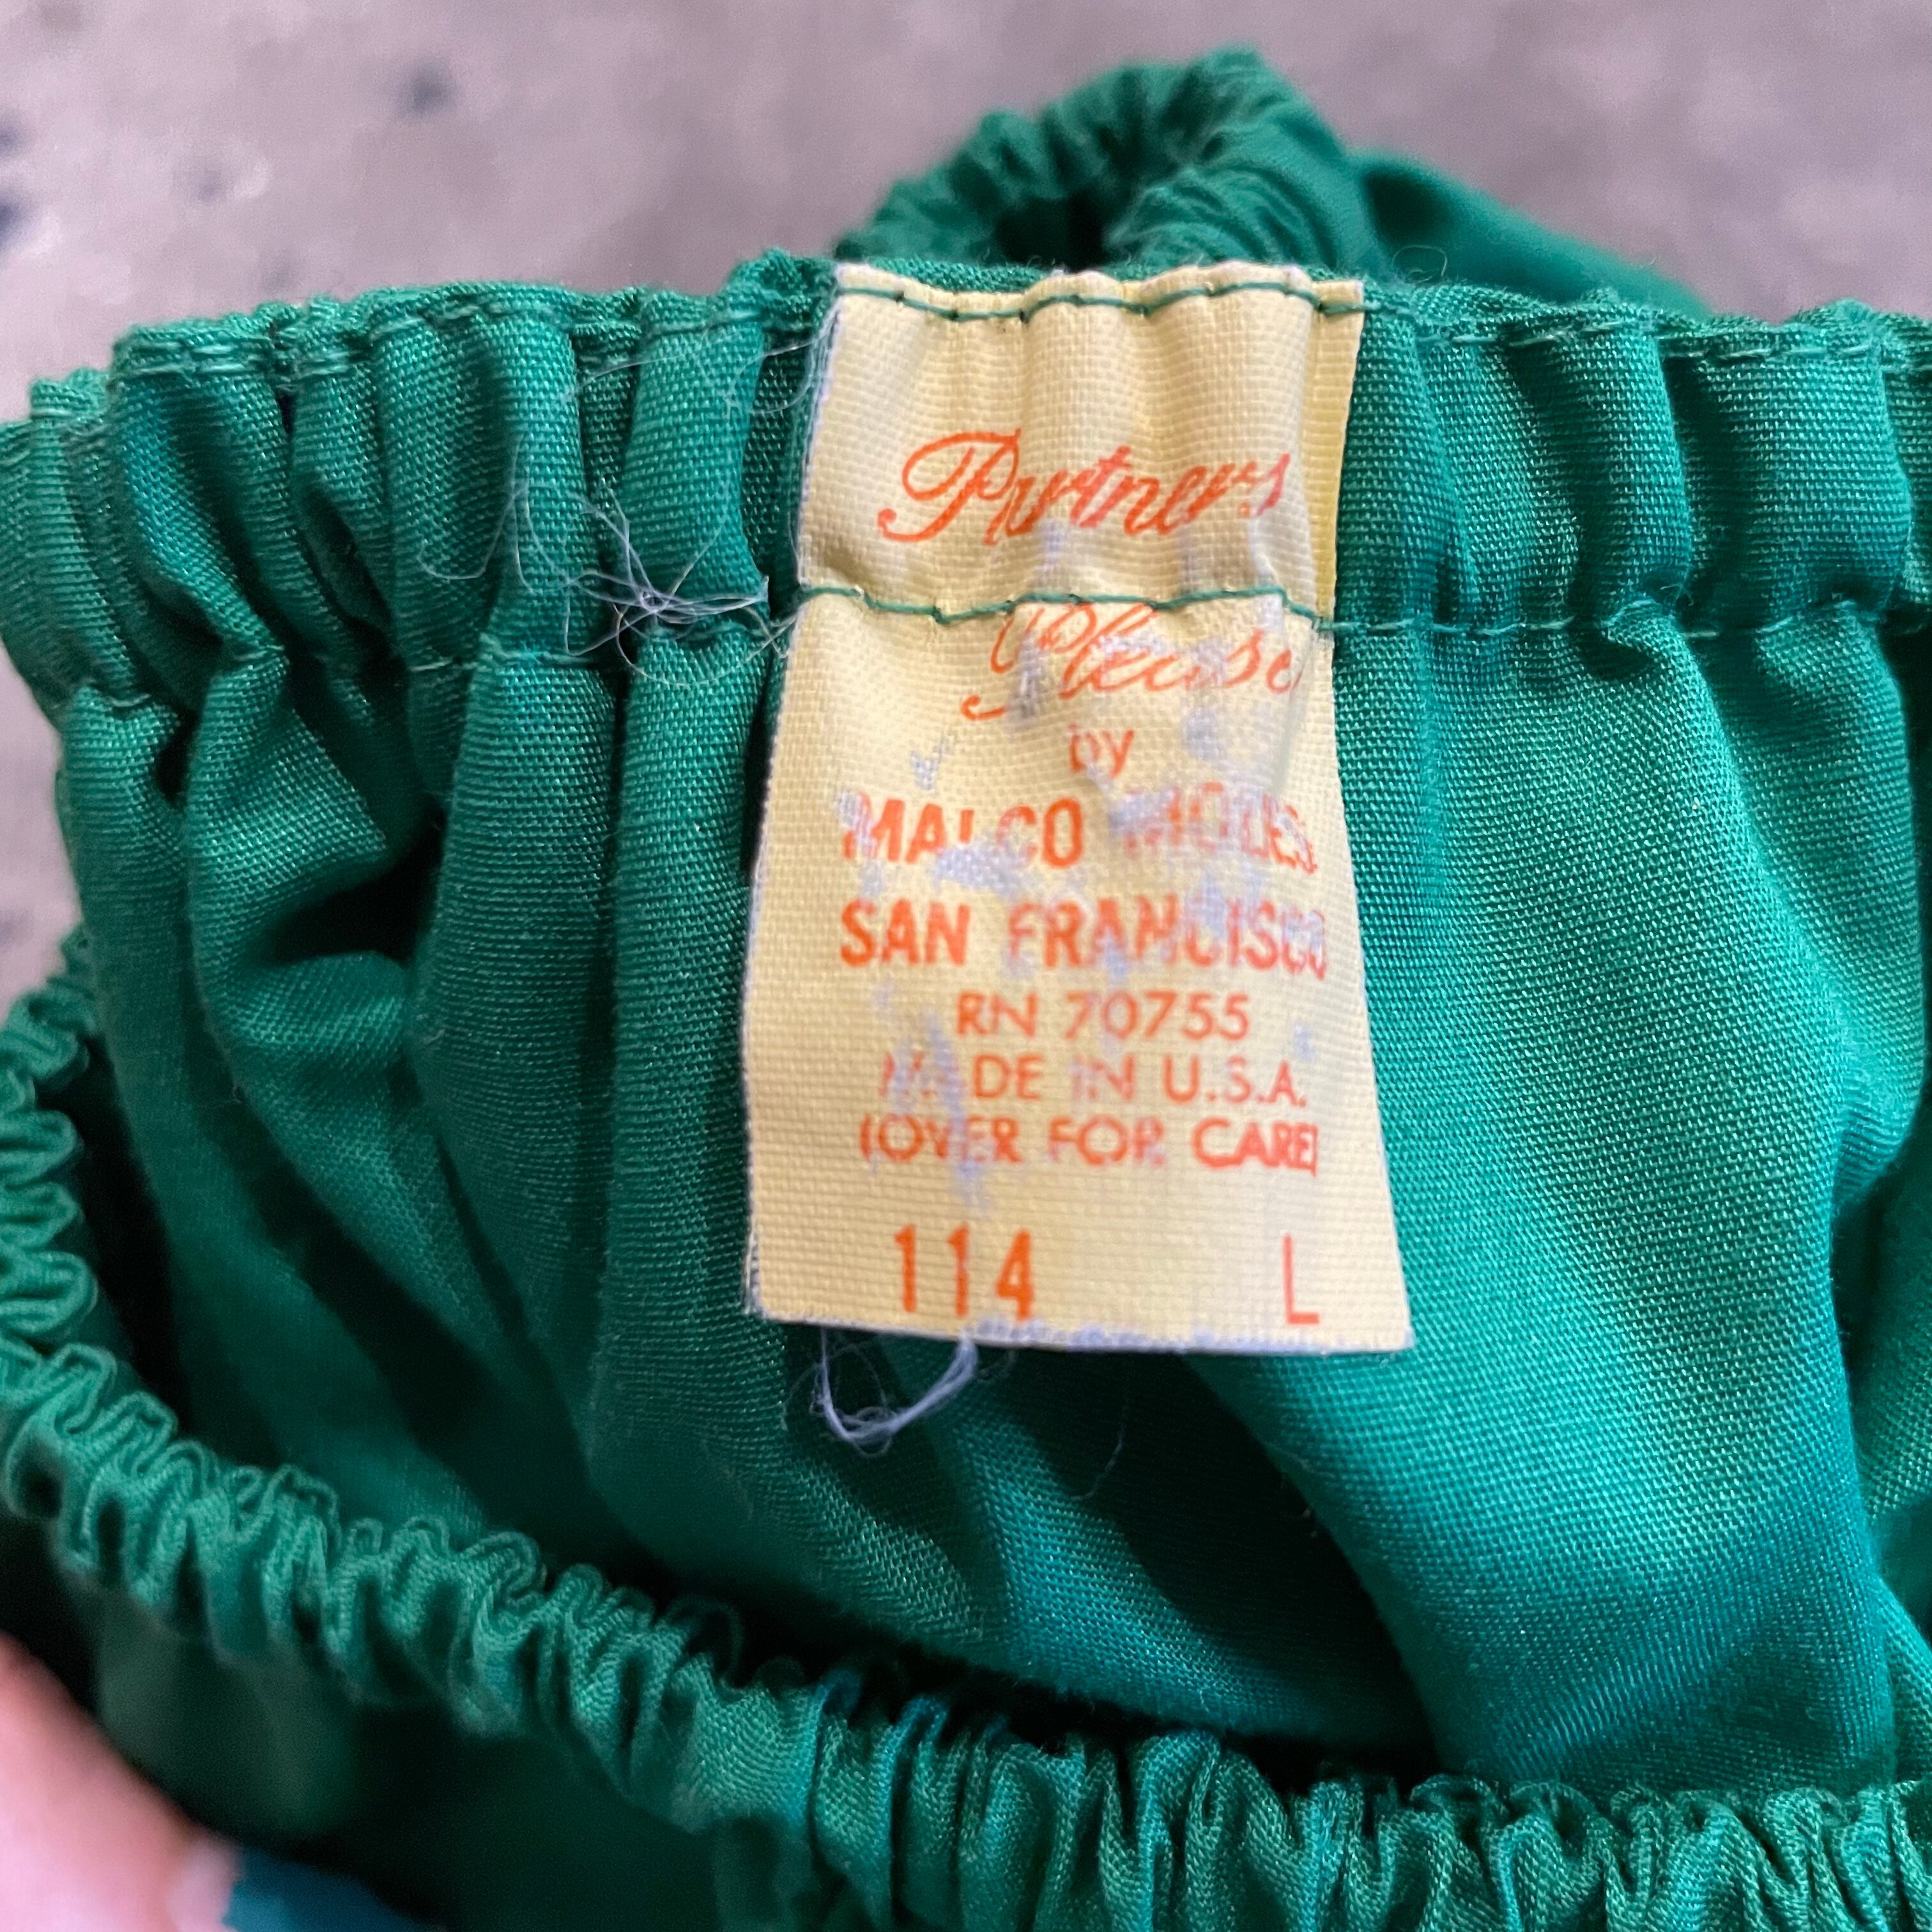 Partners
Please
by
MALCO MODES
SAN FRANCISCO
RN 70755
MADE IN U.S.A.
(OVER FOR CARE)
114 L